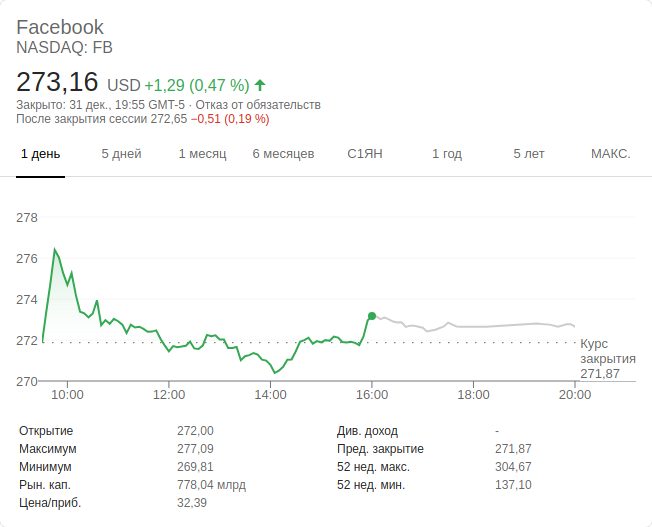 Facebook
NASDAQ: FB
273,16 USD +1,29 (0,47 %) ↑
Закрыто: 31 дек., 19:55 GMT-5 · Отказ от обязательств
После закрытия сессии 272,65 −0,51 (0,19 %)
1 день 5 дней 1 месяц 6 месяцев С1ЯН 1 год 5 лет МАКС.
278
276
274
272
270
Курс
закрытия
271,87
10:00 12:00 14:00 16:00 18:00 20:00
Открытие 272,00 Див. доход -
Максимум 277,09 Пред. закрытие 271,87
Минимум 269,81 52 нед. макс. 304,67
Рын. кап. 778,04 млрд 52 нед. мин. 137,10
Цена/приб. 32,39